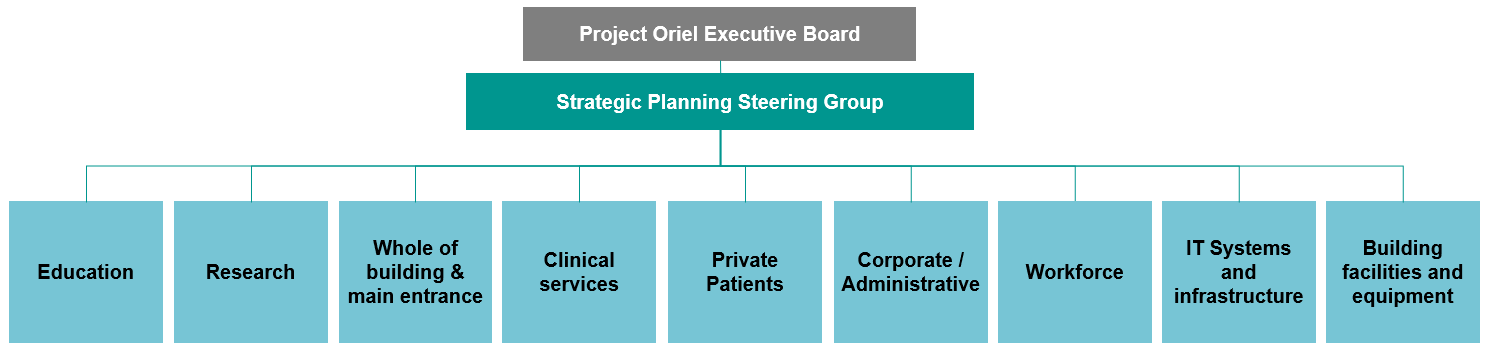 Project Oriel Executive Board
Strategic Planning Steering Group
Education
Research
Whole of
building &
main entrance
Clinical
services
Private
Patients
Corporate /
Administrative
Workforce
IT Systems
and
infrastructure
Building
facilities and
equipment